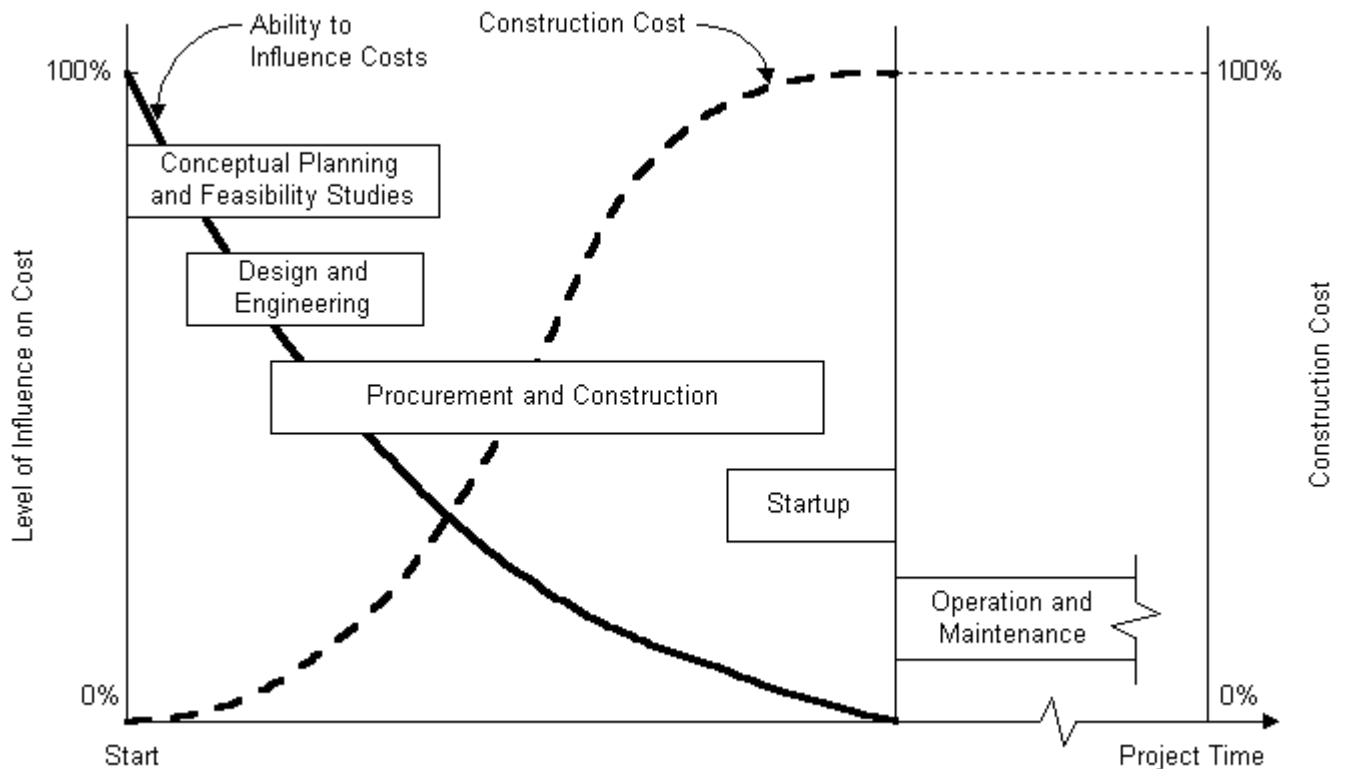 Ability to
Influence Costs
Construction Cost
100%
100%
Conceptual Planning
and Feasibility Studies
Design and
Engineering
Level of Influence on Cost
Procurement and Construction
Construction Cost
Startup
Operation and
Maintenance
0%
0%
Start
Project Time